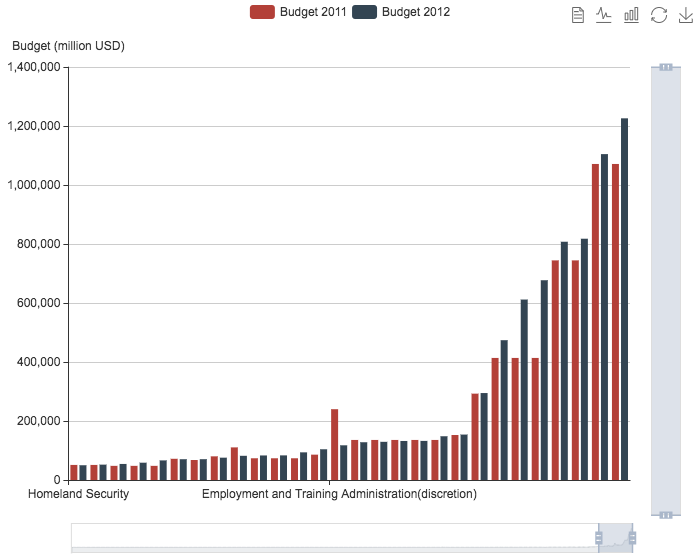 Budget 2011 Budget 2012
Budget (million USD)
1,400,000
1,200,000
1,000,000
800,000
600,000
400,000
200,000
0
Homeland Security Employment and Training Administration(discretion)